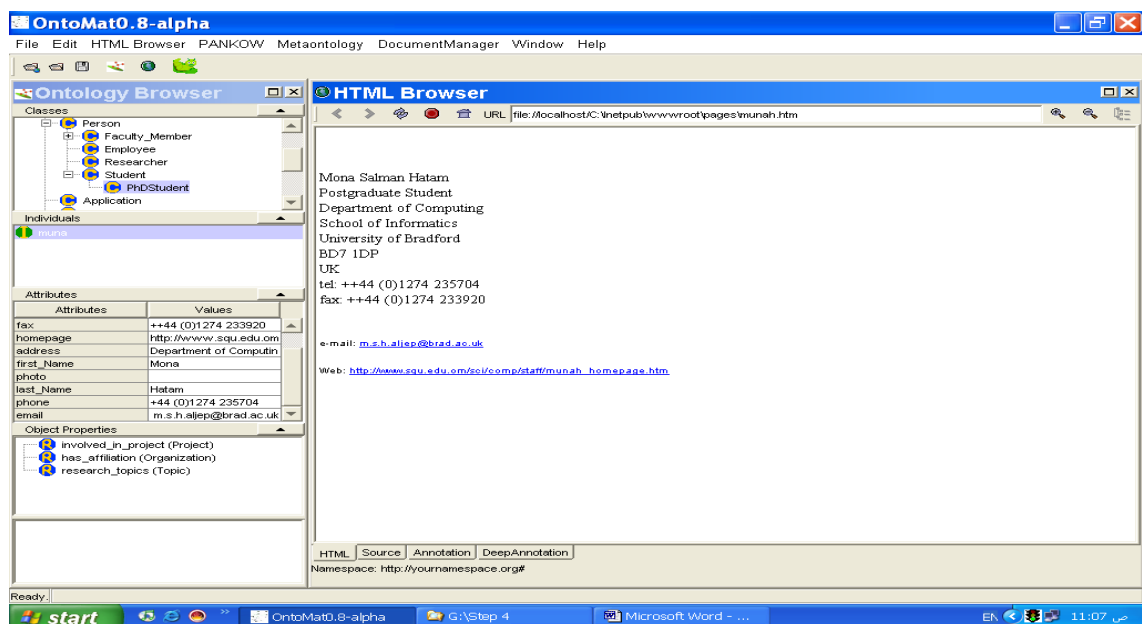 OntoMat0.8-alpha
File Edit HTML Browser PANKOW Metaontology DocumentManager Window Help
Ontology Browser
Classes
Person
Faculty_Member
Employee
Researcher
Student
PhDStudent
Application
Individuals
muna
Attributes
Attributes Values
fax ++44 (0)1274 233920
homepage http://www.squ.edu.om
address Department of Computin
first_Name Mona
photo
last_Name Hatam
phone +44 (0)1274 235704
email m.s.h.aljep@brad.ac.uk
Object Properties
involved_in_project (Project)
has_affiliation (Organization)
research_topics (Topic)
HTML Browser
URL file://localhost/C:\Inetpub\wwwroot\pages\munah.htm
Mona Salman Hatam
Postgraduate Student
Department of Computing
School of Informatics
University of Bradford
BD7 1DP
UK
tel: ++44 (0)1274 235704
fax: ++44 (0)1274 233920
e-mail: m.s.h.aljep@brad.ac.uk
Web: http://www.squ.edu.om/sci/comp/staff/munah_homepage.htm
HTML Source Annotation DeepAnnotation
Namespace: http://yournamespace.org#
Ready.
start » OntoMat0.8-alpha G:\Step 4 Microsoft Word - ... EN 11:07 ص